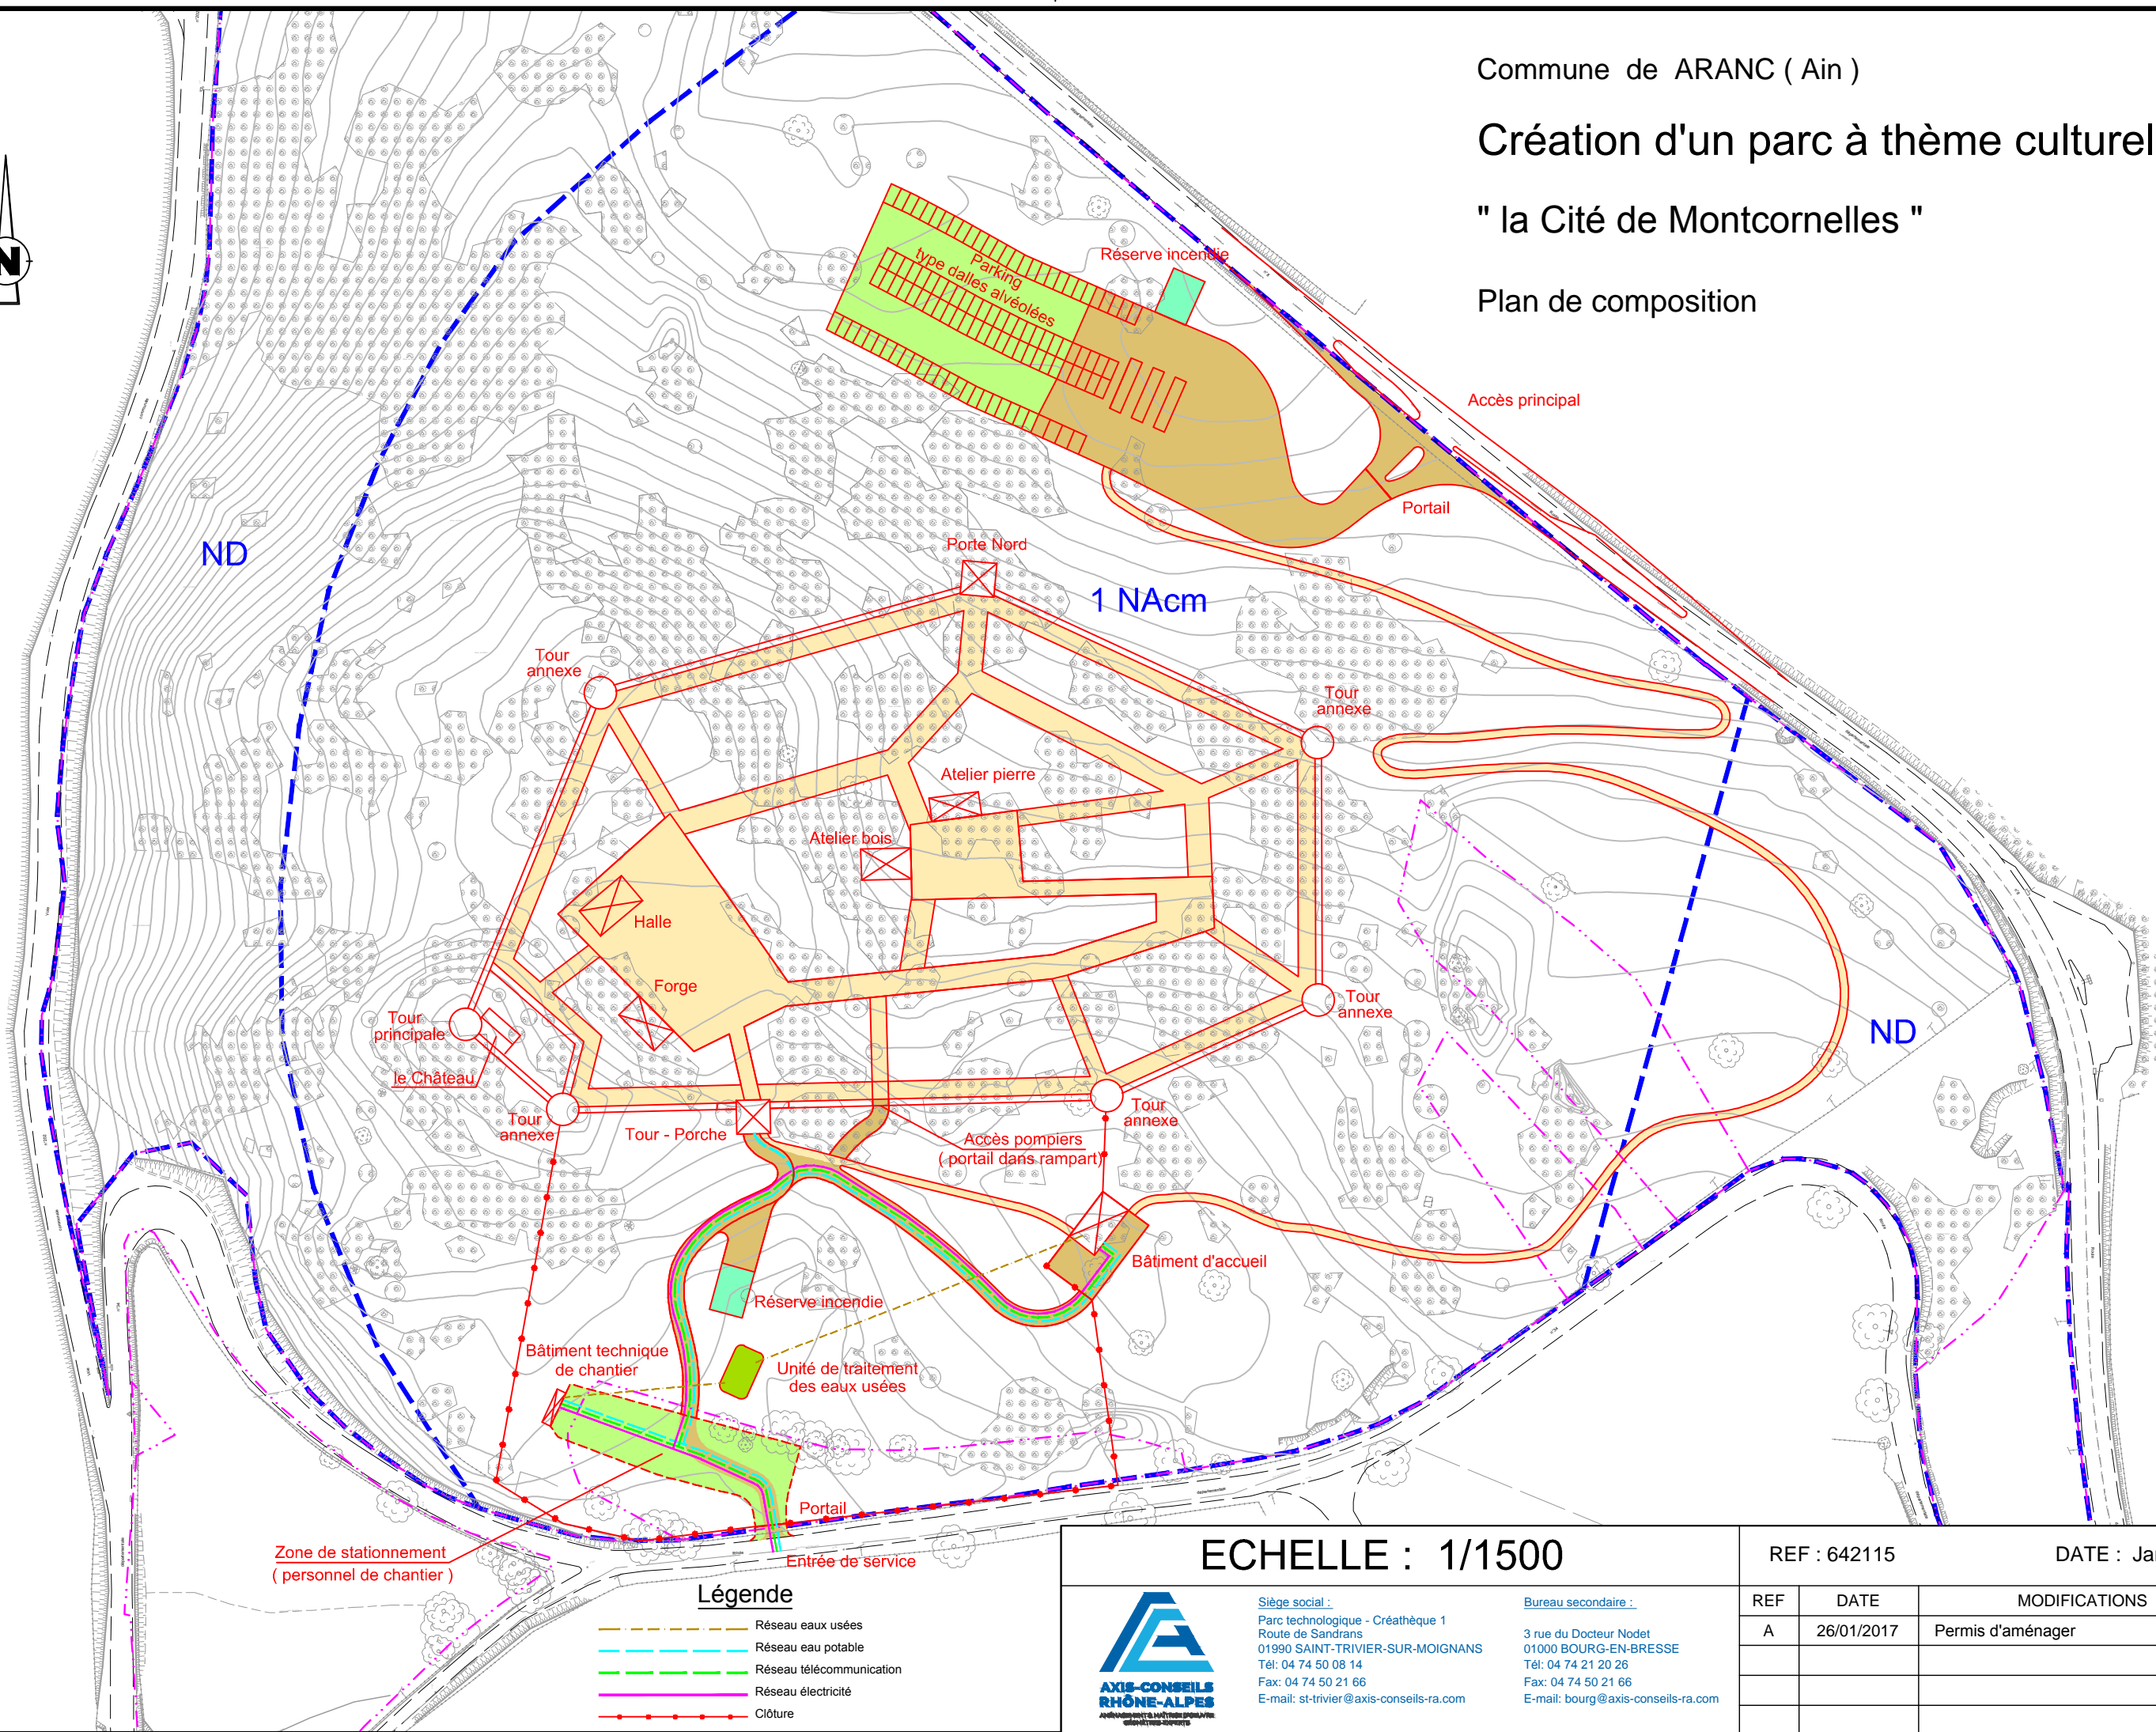 Commune de ARANC ( Ain )
Création d'un parc à thème culturel
" la Cité de Montcornelles "
Plan de composition
N
Réserve incendie
Parking
type dalles alvéolées
Accès principal
Portail
ND
Porte Nord
1 NAcm
Tour
annexe
Tour
annexe
Atelier pierre
Atelier bois
Halle
Forge
Tour
annexe
Tour
principale
ND
le Château
Tour
annexe
Tour - Porche
Tour
annexe
Accès pompiers
( portail dans rampart)
Bâtiment d'accueil
Réserve incendie
Bâtiment technique
de chantier
Unité de traitement
des eaux usées
Portail
Zone de stationnement
( personnel de chantier )
Entrée de service
Légende
Réseau eaux usées
Réseau eau potable
Réseau télécommunication
Réseau électricité
Clôture
ECHELLE : 1/1500
REF : 642115
DATE : Ja
AXIS-CONSEILS
RHÔNE-ALPES
Siège social :
Parc technologique - Créathèque 1
Route de Sandrans
01990 SAINT-TRIVIER-SUR-MOIGNANS
Tél: 04 74 50 08 14
Fax: 04 74 50 21 66
E-mail: st-trivier@axis-conseils-ra.com
Bureau secondaire :
3 rue du Docteur Nodet
01000 BOURG-EN-BRESSE
Tél: 04 74 21 20 26
Fax: 04 74 50 21 66
E-mail: bourg@axis-conseils-ra.com
REF DATE MODIFICATIONS
A 26/01/2017 Permis d'aménager